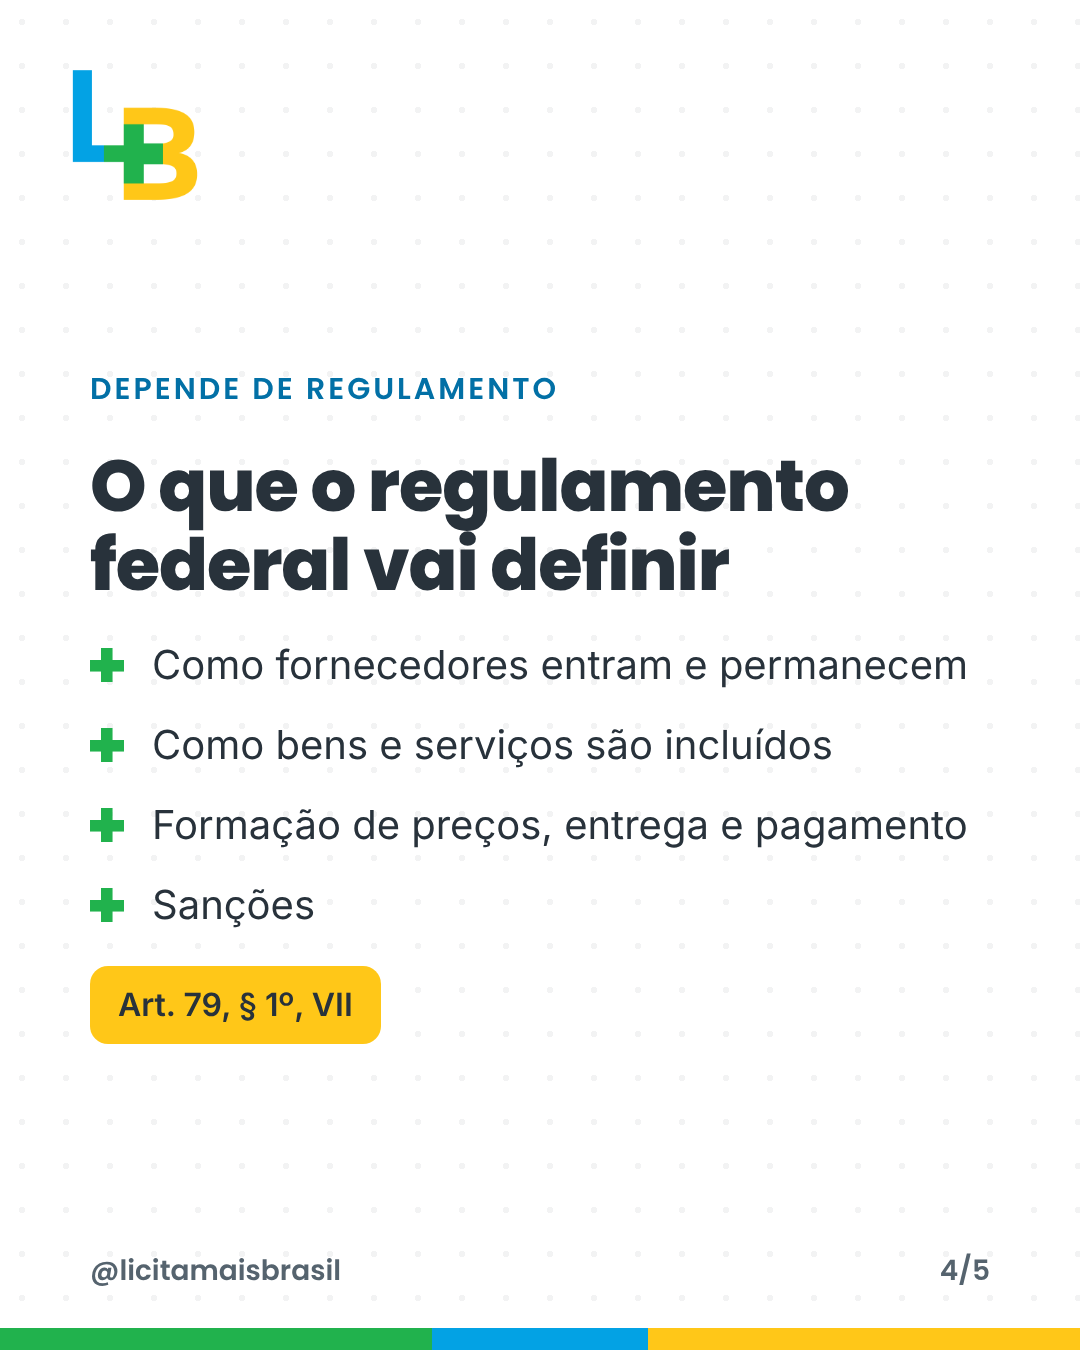 L+B
DEPENDE DE REGULAMENTO
O que o regulamento
federal vai definir
Como fornecedores entram e permanecem
Como bens e serviços são incluídos
Formação de preços, entrega e pagamento
Sanções
Art. 79, § 1º, VII
@licitamaisbrasil
4/5